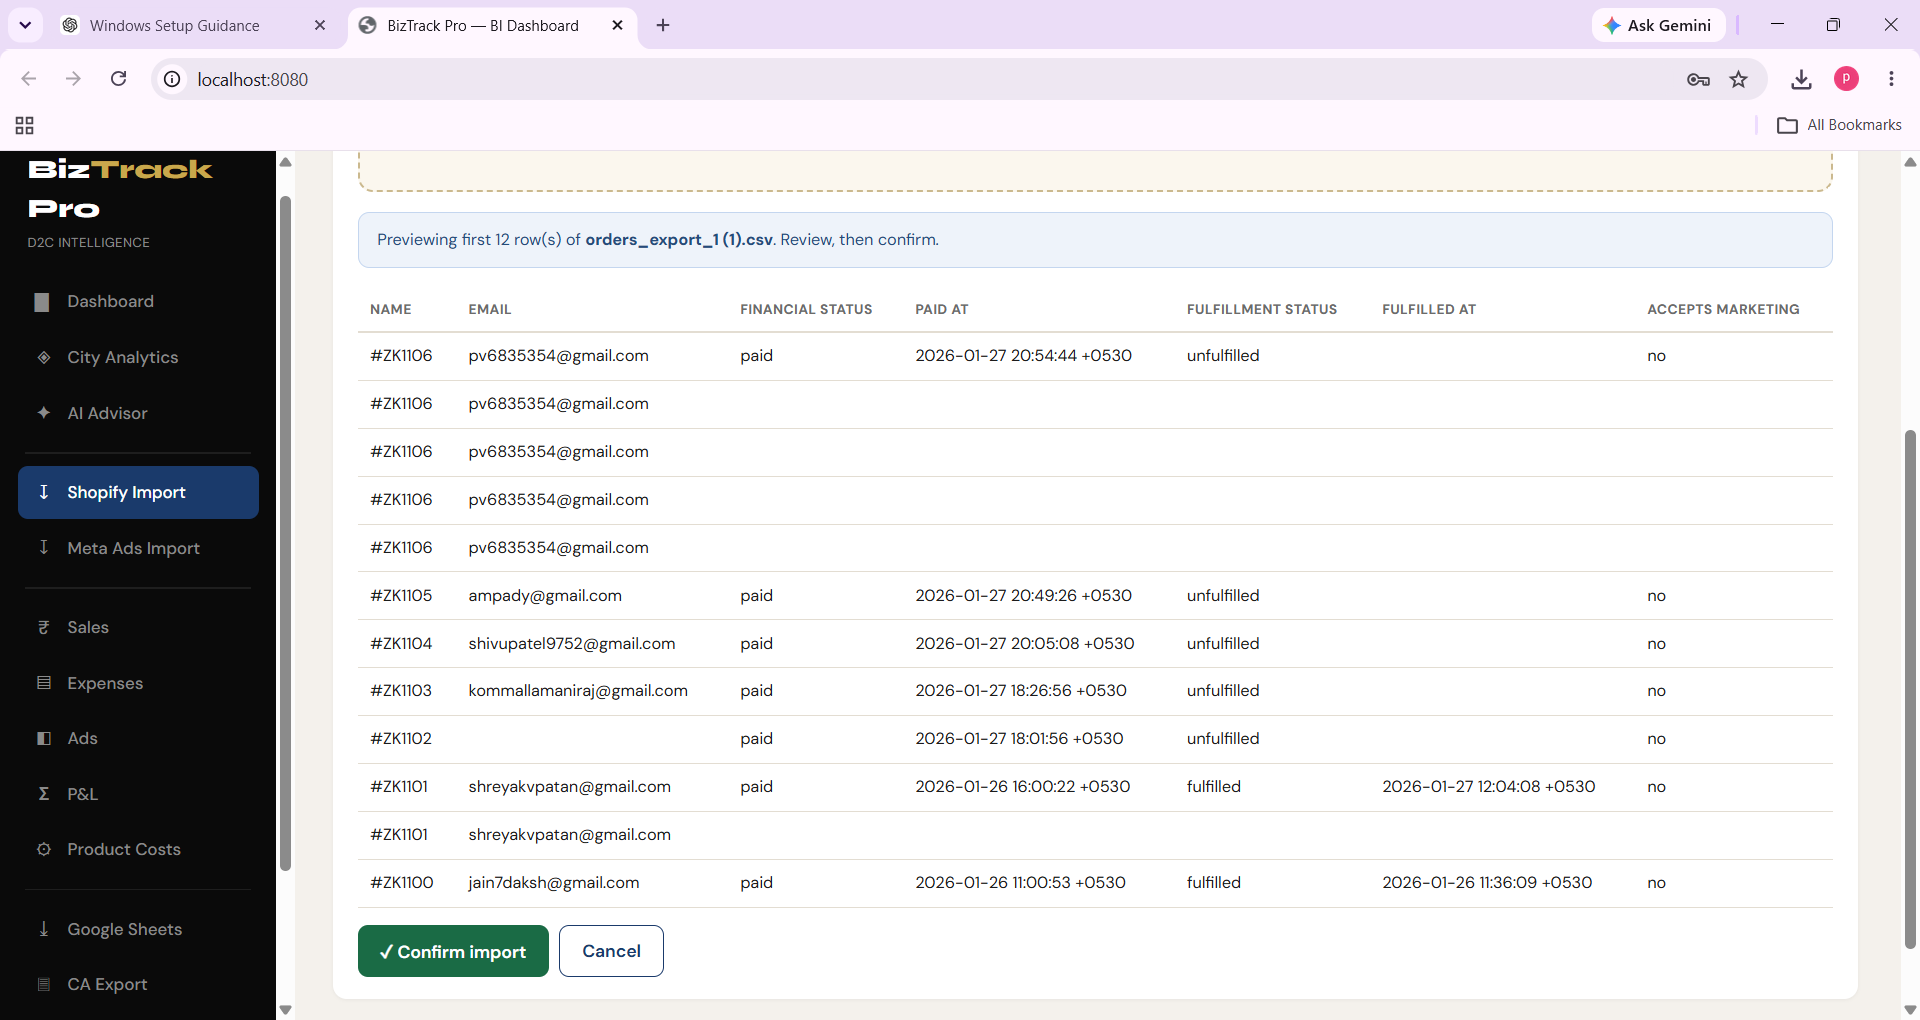 Windows Setup Guidance
BizTrack Pro — BI Dashboard
Ask Gemini
localhost:8080
P
All Bookmarks
BizTrack
Pro
D2C INTELLIGENCE
Dashboard
City Analytics
AI Advisor
Shopify Import
Meta Ads Import
₹ Sales
Expenses
Ads
Σ P&L
Product Costs
Google Sheets
CA Export
Previewing first 12 row(s) of orders_export_1 (1).csv. Review, then confirm.
NAME EMAIL FINANCIAL STATUS PAID AT FULFILLMENT STATUS FULFILLED AT ACCEPTS MARKETING
#ZK1106 pv6835354@gmail.com paid 2026-01-27 20:54:44 +0530 unfulfilled no
#ZK1106 pv6835354@gmail.com
#ZK1106 pv6835354@gmail.com
#ZK1106 pv6835354@gmail.com
#ZK1106 pv6835354@gmail.com
#ZK1105 ampady@gmail.com paid 2026-01-27 20:49:26 +0530 unfulfilled no
#ZK1104 shivupatel9752@gmail.com paid 2026-01-27 20:05:08 +0530 unfulfilled no
#ZK1103 kommallamaniraj@gmail.com paid 2026-01-27 18:26:56 +0530 unfulfilled no
#ZK1102 paid 2026-01-27 18:01:56 +0530 unfulfilled no
#ZK1101 shreyakvpatan@gmail.com paid 2026-01-26 16:00:22 +0530 fulfilled 2026-01-27 12:04:08 +0530 no
#ZK1101 shreyakvpatan@gmail.com
#ZK1100 jain7daksh@gmail.com paid 2026-01-26 11:00:53 +0530 fulfilled 2026-01-26 11:36:09 +0530 no
✓ Confirm import
Cancel